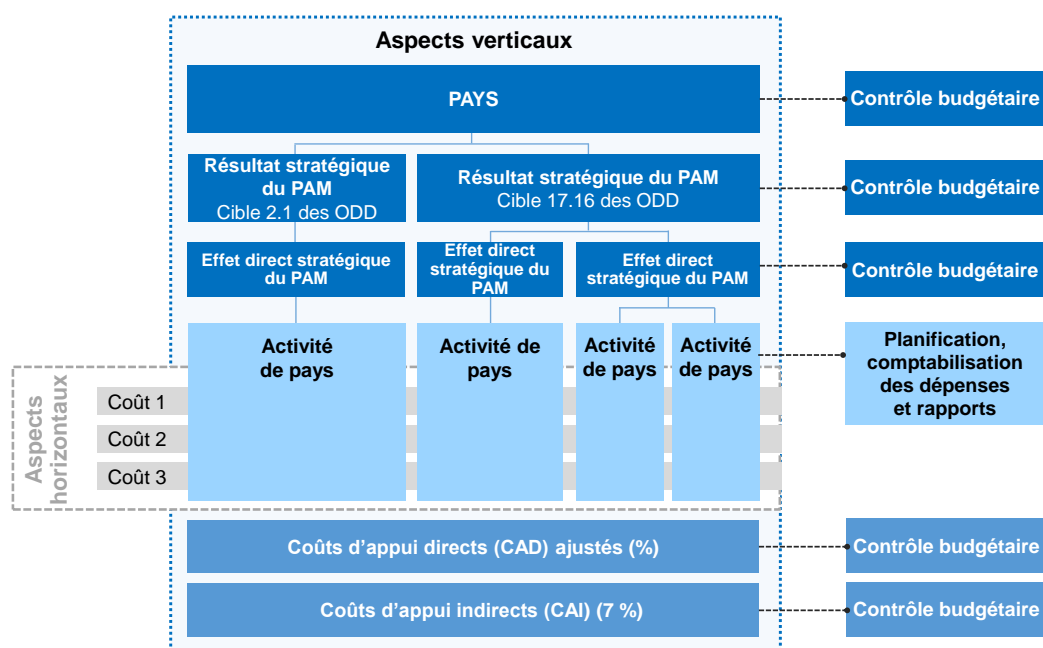 Aspects verticaux
PAYS
Contrôle budgétaire
Résultat stratégique
du PAM
Cible 2.1 des ODD
Résultat stratégique du PAM
Cible 17.16 des ODD
Contrôle budgétaire
Effet direct stratégique
du PAM
Effet direct
stratégique du
PAM
Effet direct
stratégique du PAM
Contrôle budgétaire
Activité
de pays
Activité de
pays
Activité
de pays
Activité
de pays
Planification,
comptabilisation
des dépenses
et rapports
Aspects
horizontaux
Coût 1
Coût 2
Coût 3
Coûts d’appui directs (CAD) ajustés (%)
Contrôle budgétaire
Coûts d’appui indirects (CAI) (7 %)
Contrôle budgétaire